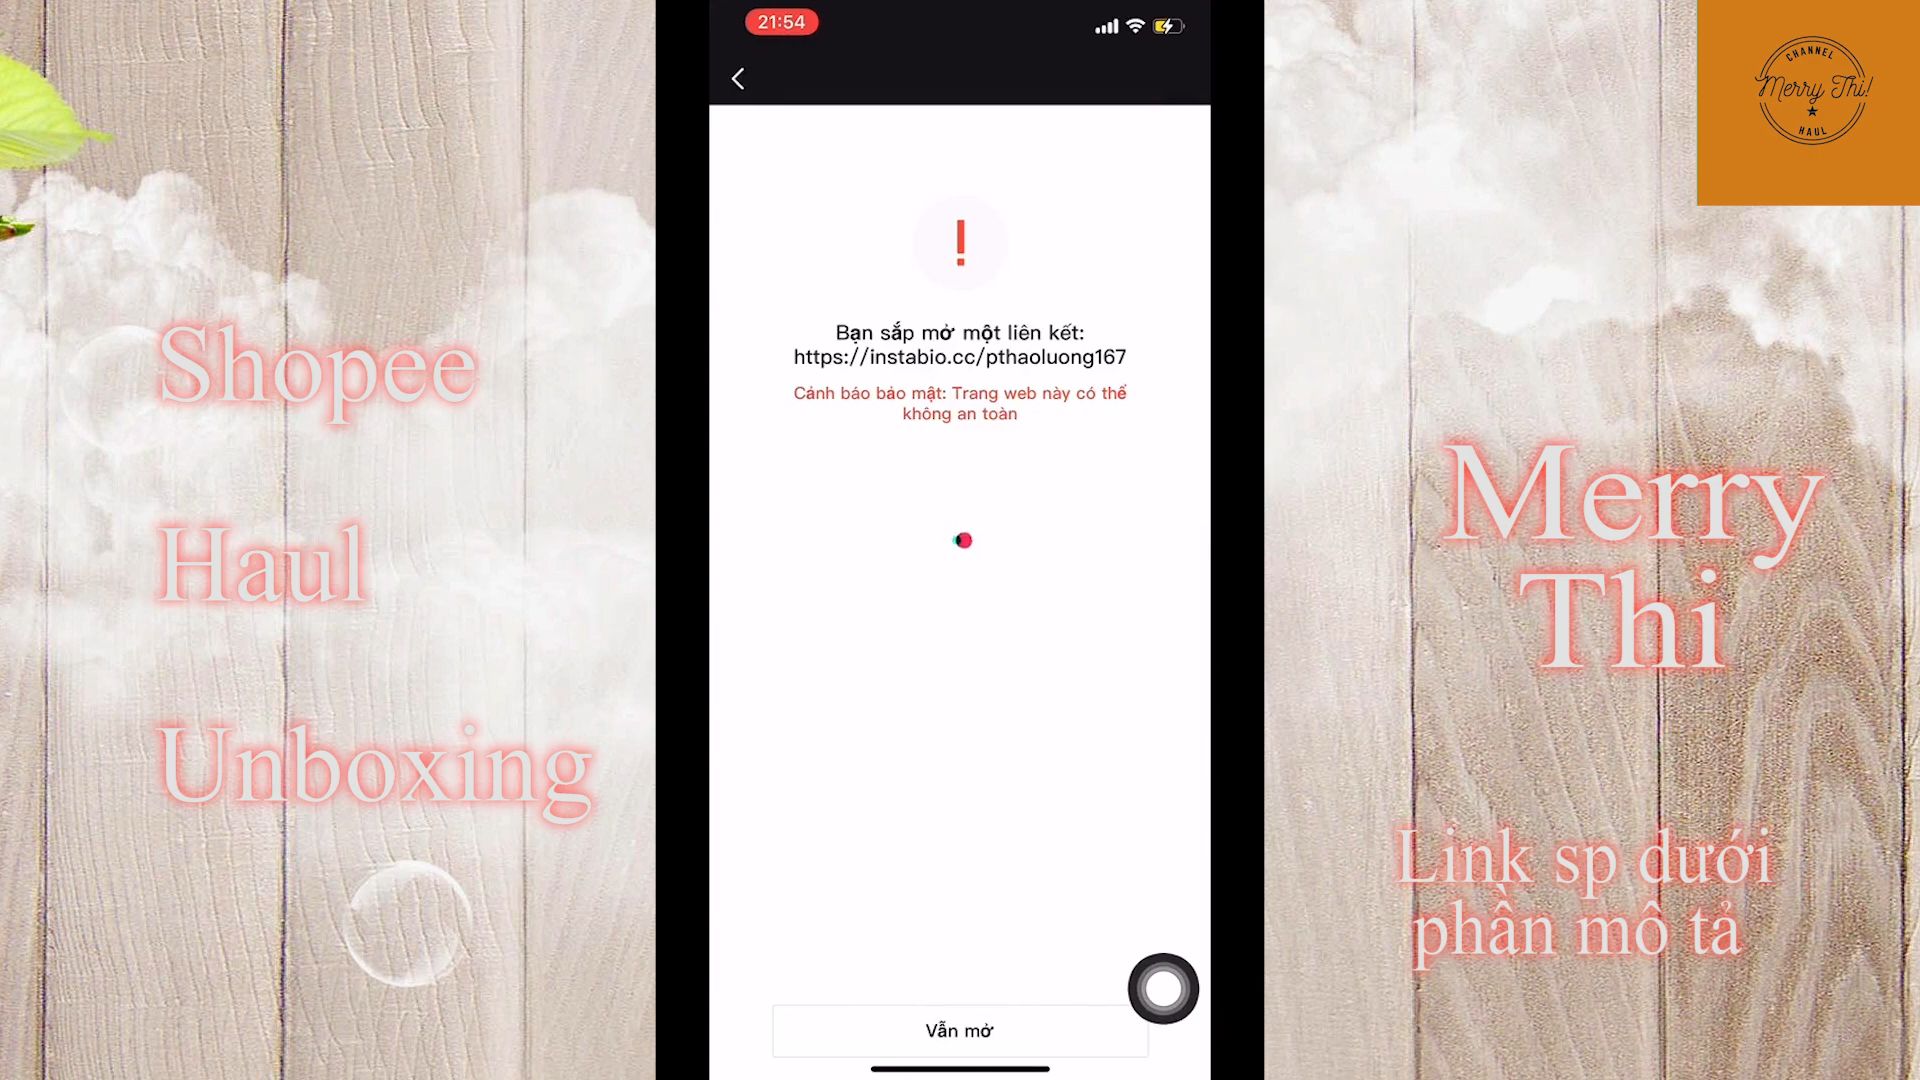 21:54
CHANNEL
Merry Thi!
HAUL
Bạn sắp mở một liên kết:
https://instabio.cc/pthaoluong167
Cảnh báo bảo mật: Trang web này có thể
không an toàn
Shopee
Haul
Unboxing
Merry
Thi
Link sp dưới
phần mô tả
Vẫn mở